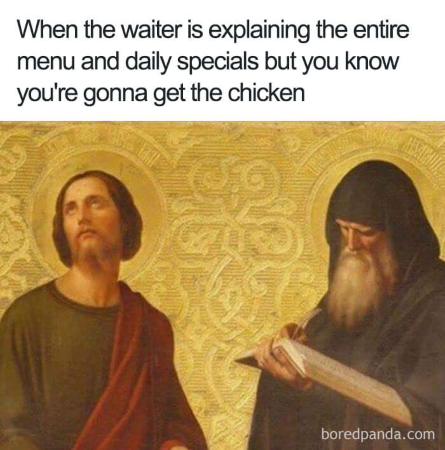 When the waiter is explaining the entire
menu and daily specials but you know
you're gonna get the chicken
boredpanda.com